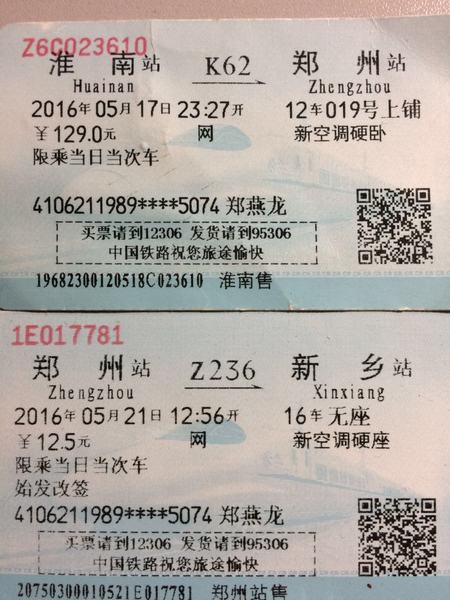 Z6C023610
淮南站 K62 郑州站
Huainan Zhengzhou
2016年05月17日23:27开 12车019号上铺
￥129.0元 网 新空调硬卧
限乘当日当次车
4106211989****5074 郑燕龙
买票请到12306 发货请到95306
中国铁路祝您旅途愉快
19682300120518C023610 淮南售
1E017781
郑州站 Z236 新乡站
Zhengzhou Xinxiang
2016年05月21日12:56开 16车无座
￥12.5元 网 新空调硬座
限乘当日当次车
始发改签
4106211989****5074 郑燕龙
买票请到12306 发货请到95306
中国铁路祝您旅途愉快
20750300010521E017781 郑州站售